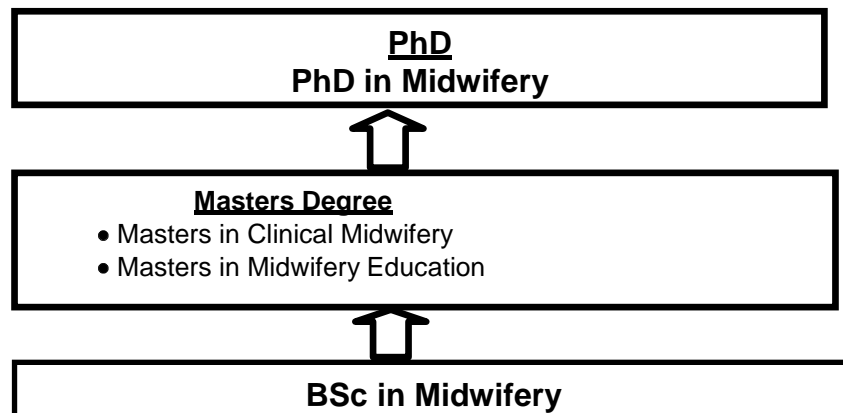 PhD
PhD in Midwifery
Masters Degree
● Masters in Clinical Midwifery
● Masters in Midwifery Education
BSc in Midwifery